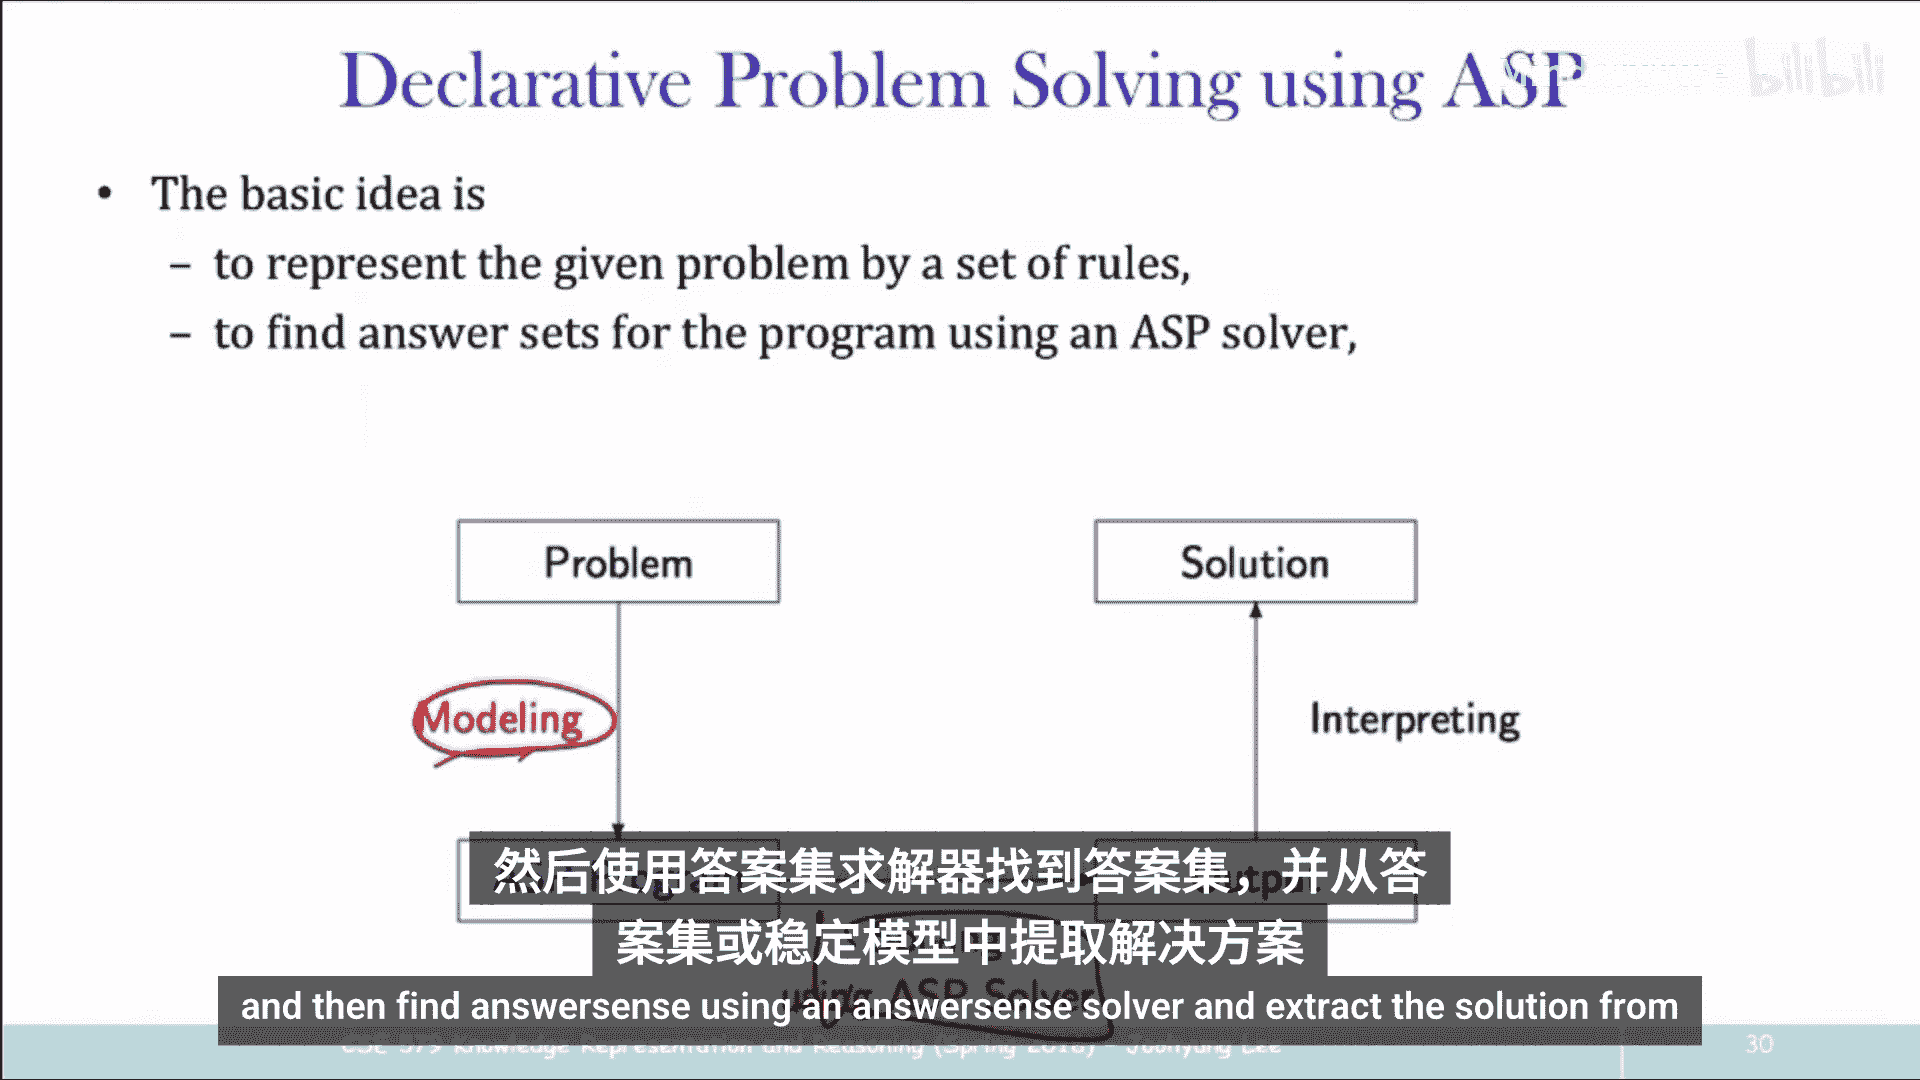 Declarative Problem Solving using ASP
bilibili
• The basic idea is
– to represent the given problem by a set of rules,
– to find answer sets for the program using an ASP solver,
Problem
Solution
Modeling
Interpreting
然后使用答案集求解器找到答案集，并从答
案集或稳定模型中提取解决方案
using ASP Solver
and then find answersense using an answersense solver and extract the solution from
30